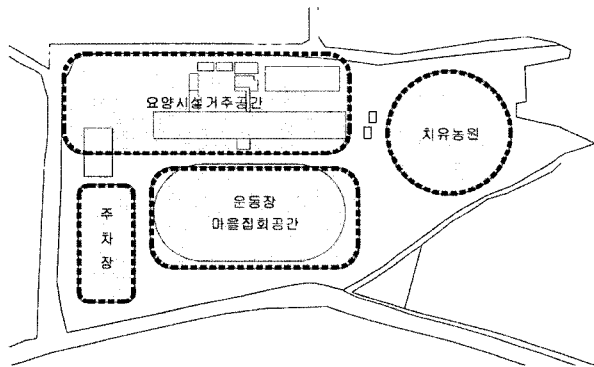 요양시설거주공간
치유농원
운동장
마을집회공간
주
차
장